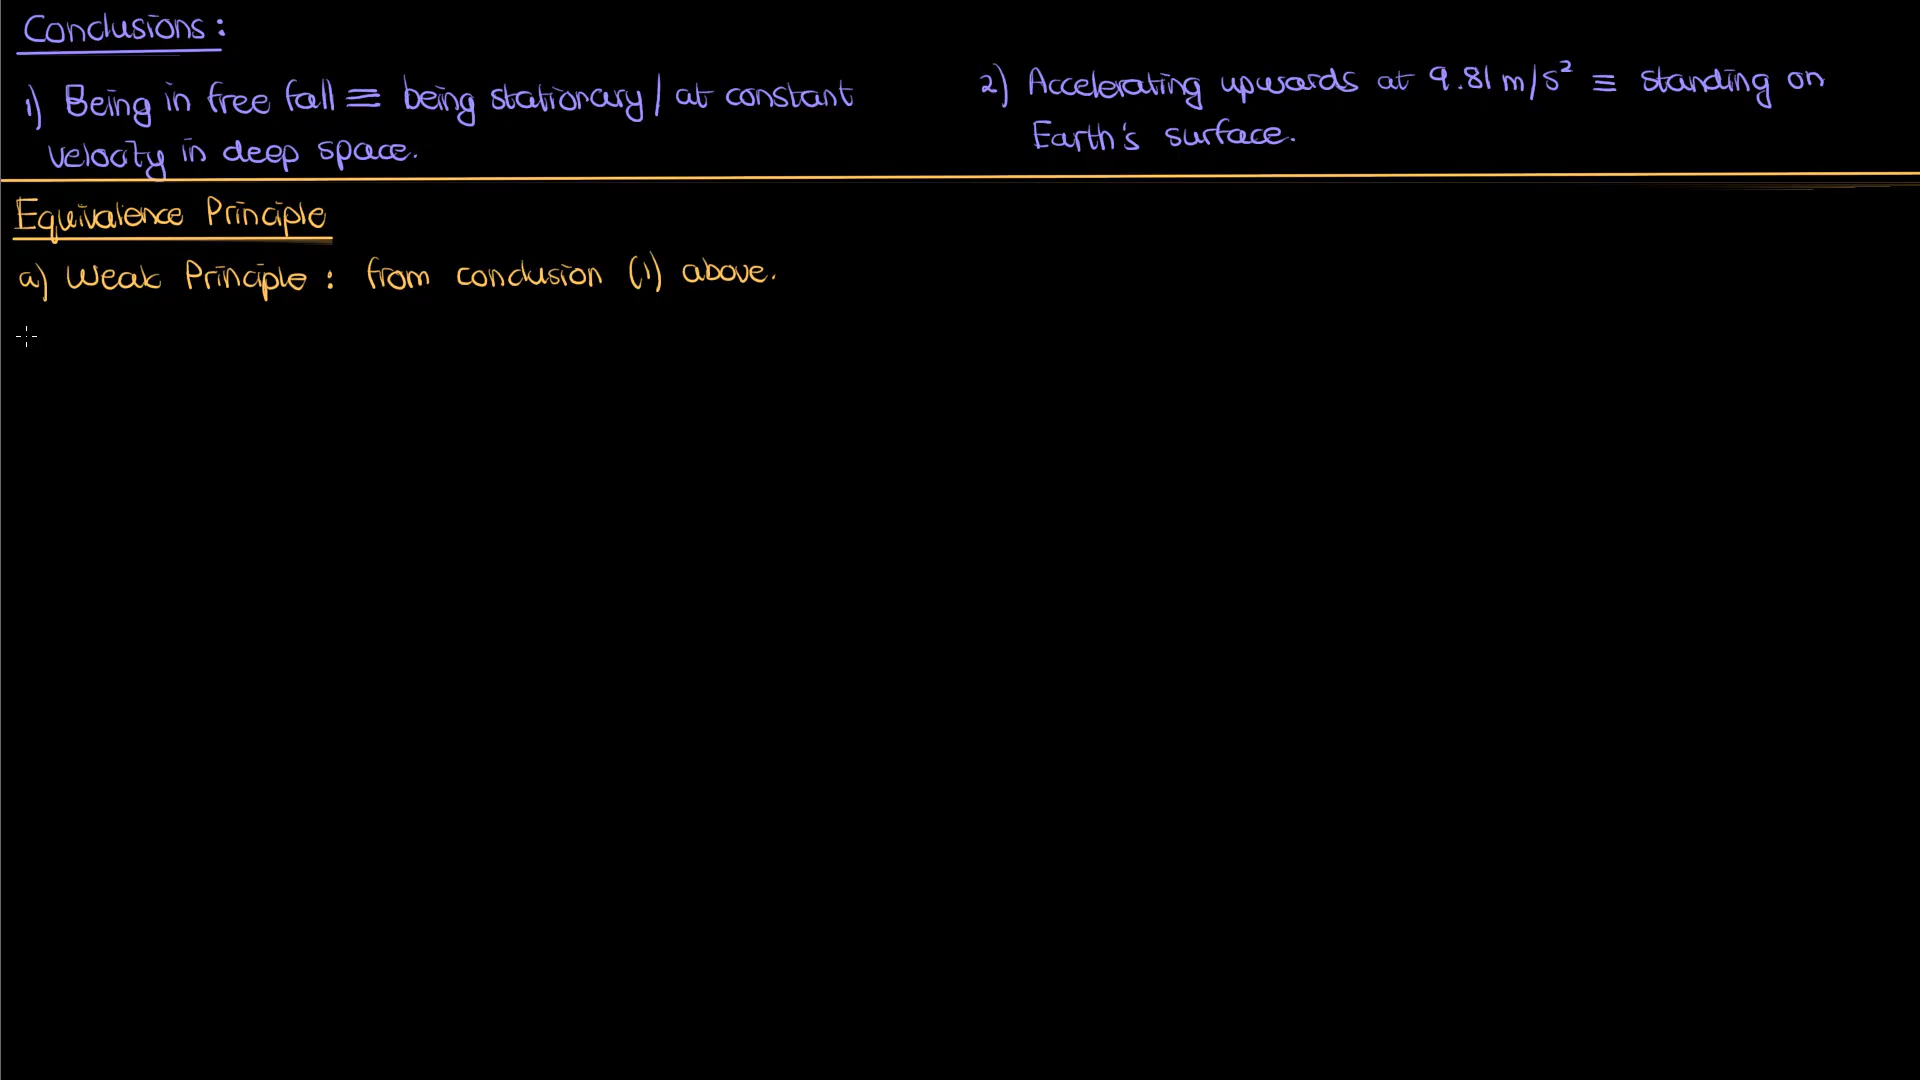 Conclusions:
1) Being in free fall ≡ being stationary / at constant
velocity in deep space.
2) Accelerating upwards at 9.81 m/s² ≡ standing on
Earth's surface.
Equivalence Principle
a) Weak Principle: from conclusion (1) above.